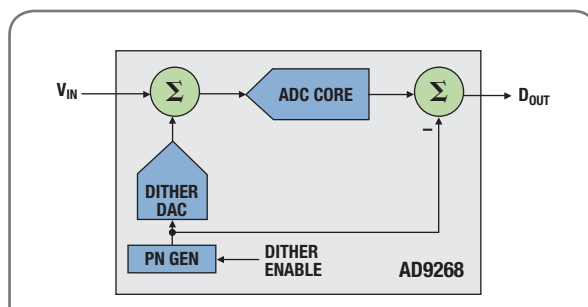 Σ
Σ
V_IN
ADC CORE
D_OUT
–
DITHER
DAC
PN GEN
DITHER
ENABLE
AD9268